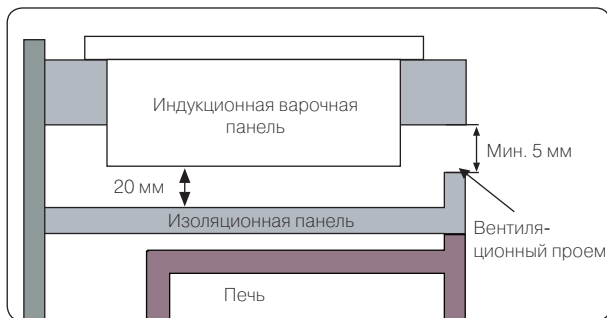 Индукционная варочная
панель
Мин. 5 мм
20 мм
Изоляционная панель
Вентиля-
ционный проем
Печь